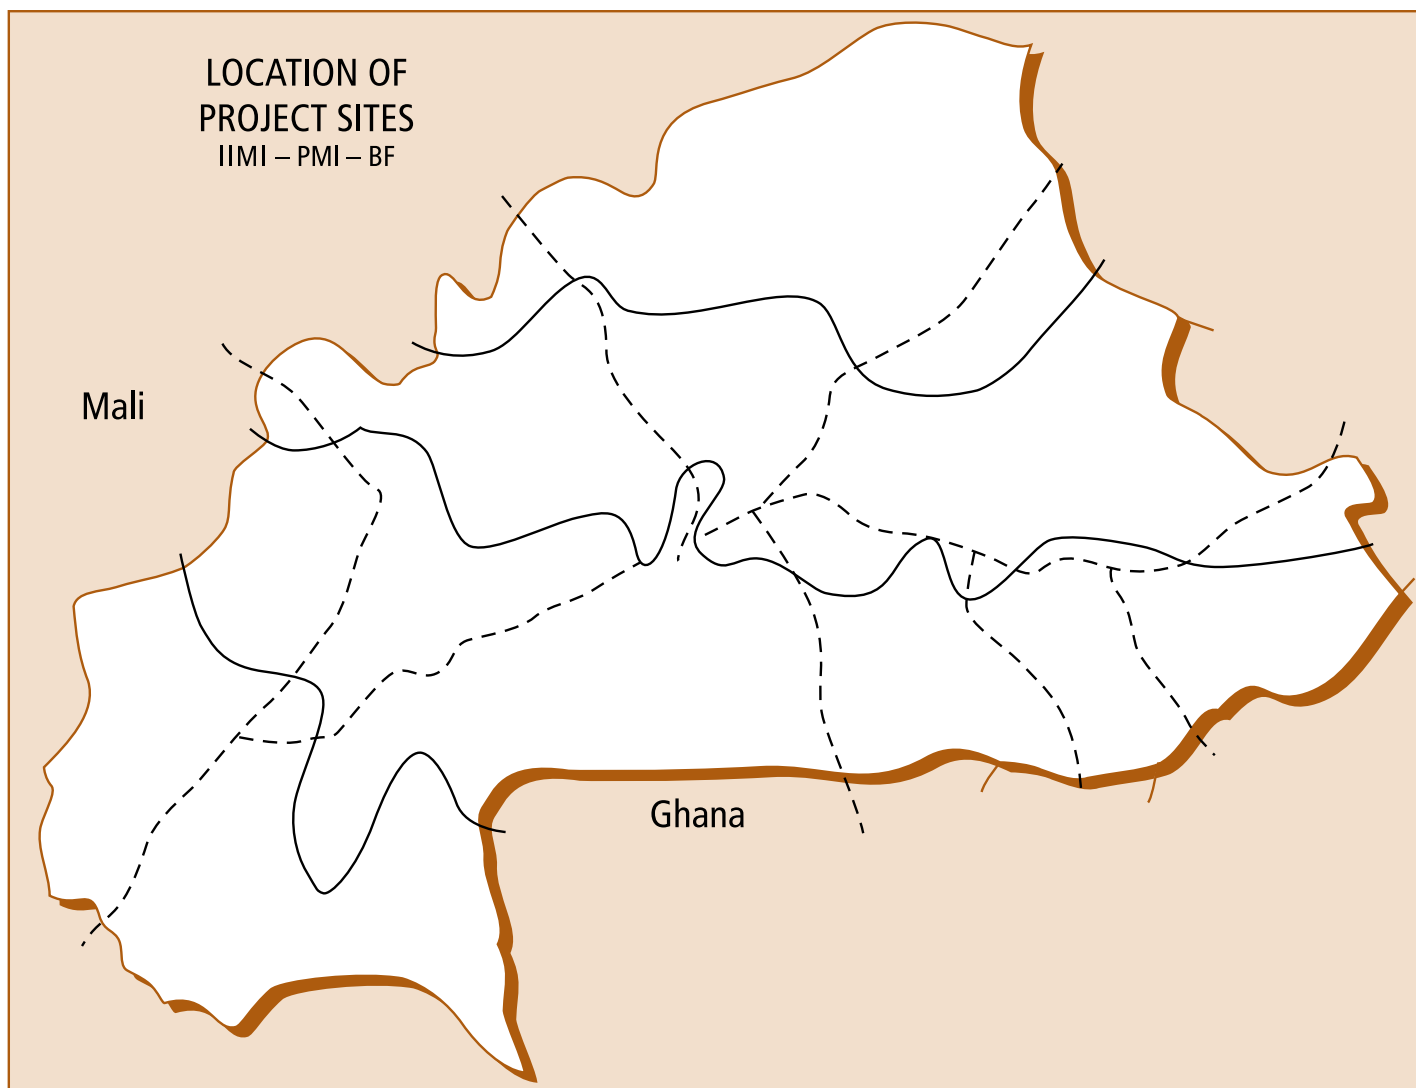 LOCATION OF
PROJECT SITES
IIMI – PMI – BF
Mali
Ghana